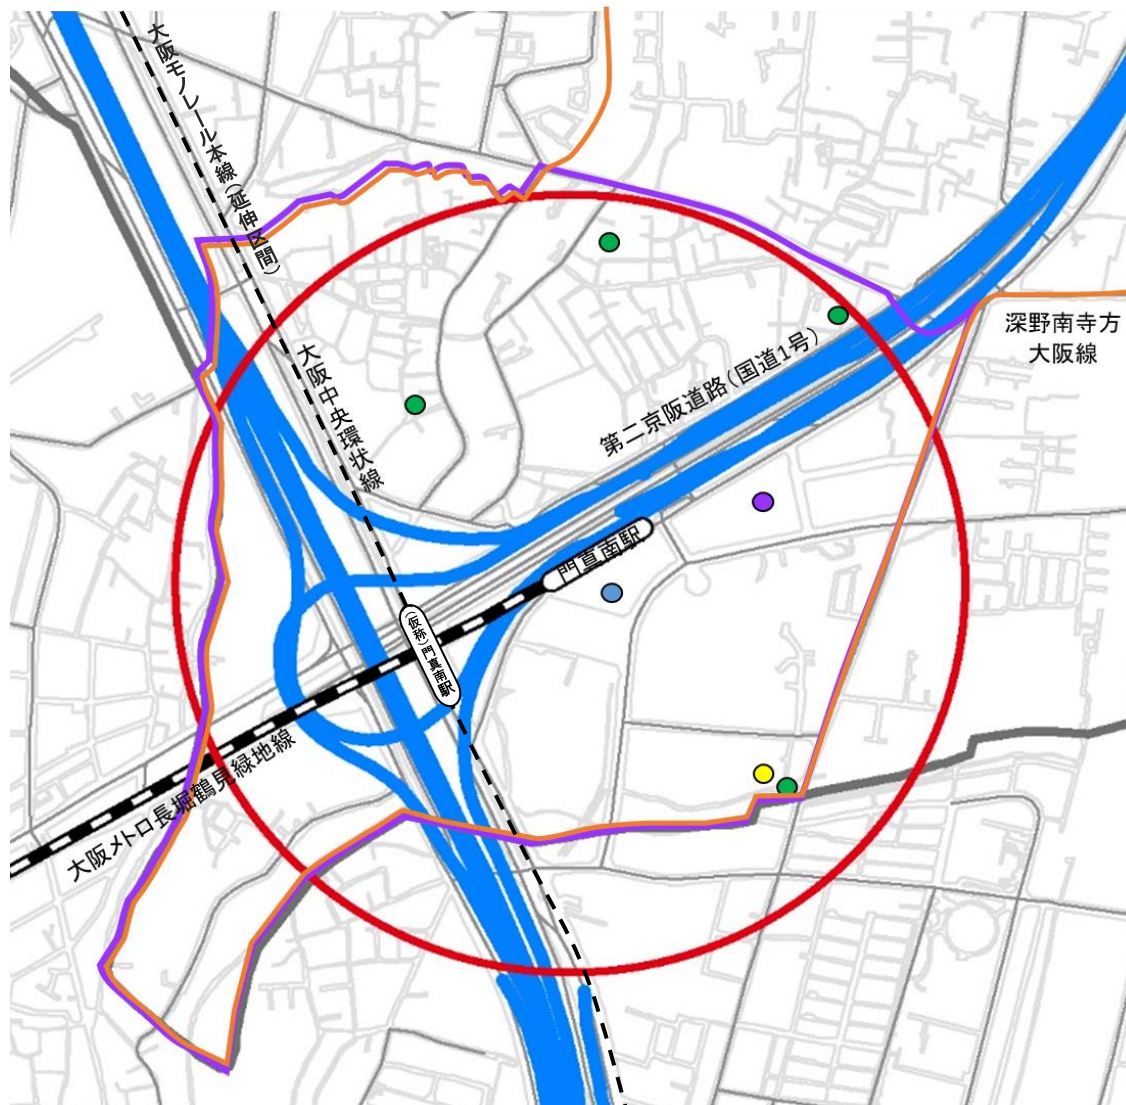 大阪モノレール本線(延伸区間)
大阪中央環状線
第二京阪道路(国道1号)
深野南寺方
大阪線
門真南駅
(仮称)門真南駅
大阪メトロ長堀鶴見緑地線